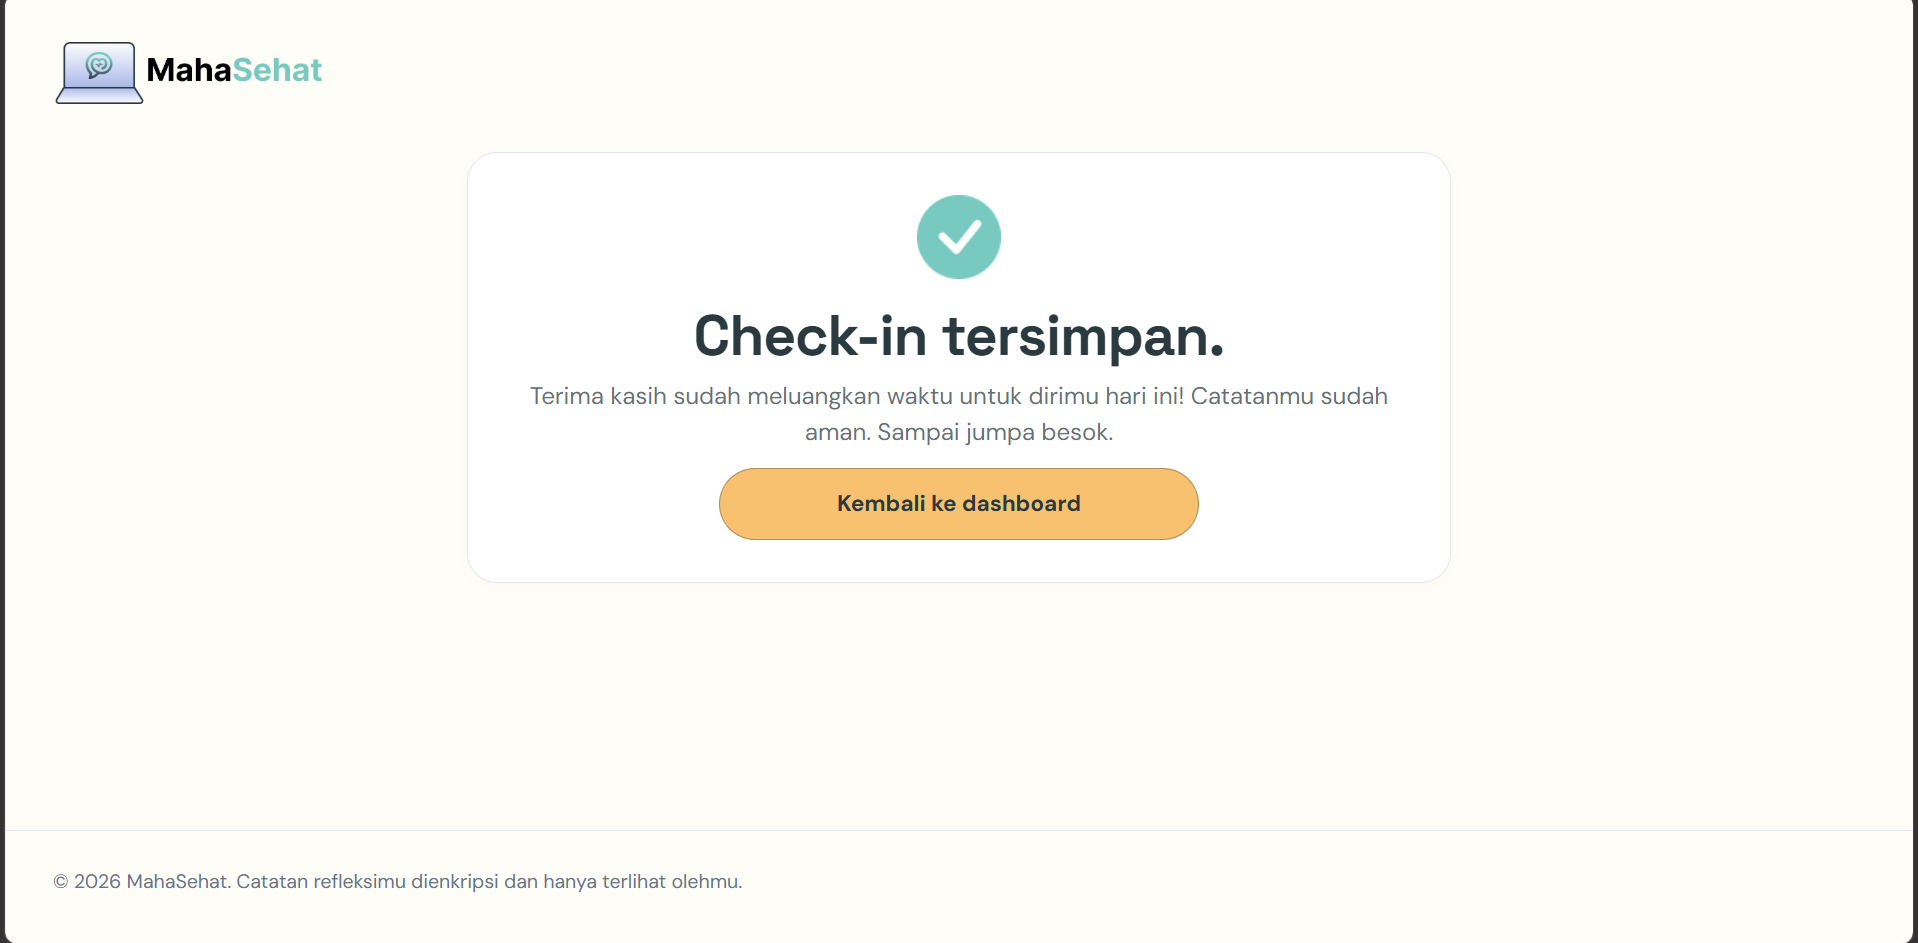 MahaSehat
Check-in tersimpan.
Terima kasih sudah meluangkan waktu untuk dirimu hari ini! Catatanmu sudah
aman. Sampai jumpa besok.
Kembali ke dashboard
© 2026 MahaSehat. Catatan refleksimu dienkripsi dan hanya terlihat olehmu.